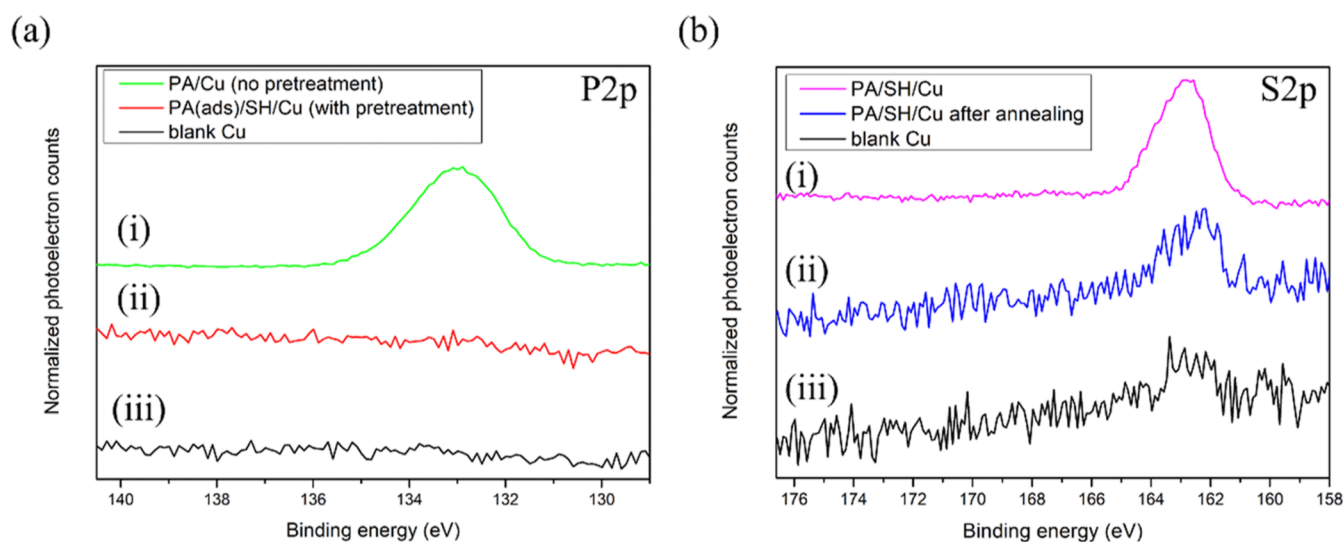 (a)
PA/Cu (no pretreatment)
PA(ads)/SH/Cu (with pretreatment)
blank Cu
P2p
(i)
(ii)
(iii)
Normalized photoelectron counts
140 138 136 134 132 130
Binding energy (eV)
(b)
PA/SH/Cu
PA/SH/Cu after annealing
blank Cu
S2p
(i)
(ii)
(iii)
Normalized photoelectron counts
176 174 172 170 168 166 164 162 160 158
Binding energy (eV)